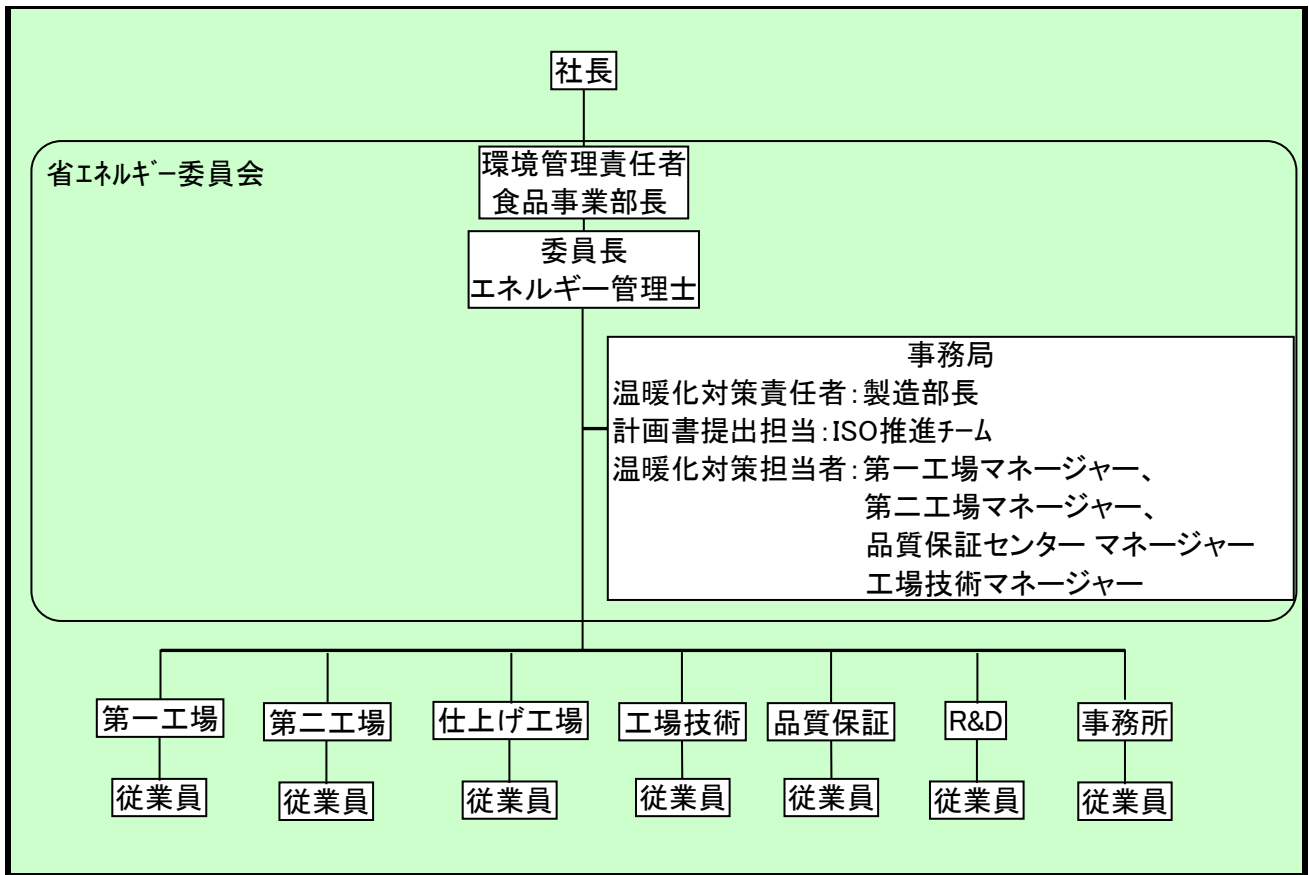 社長
省エネルギー委員会
環境管理責任者
食品事業部長
委員長
エネルギー管理士
事務局
温暖化対策責任者:製造部長
計画書提出担当:ISO推進チーム
温暖化対策担当者:第一工場マネージャー、
第二工場マネージャー、
品質保証センター マネージャー
工場技術マネージャー
第一工場 第二工場 仕上げ工場 工場技術 品質保証 R&D 事務所
従業員 従業員 従業員 従業員 従業員 従業員 従業員